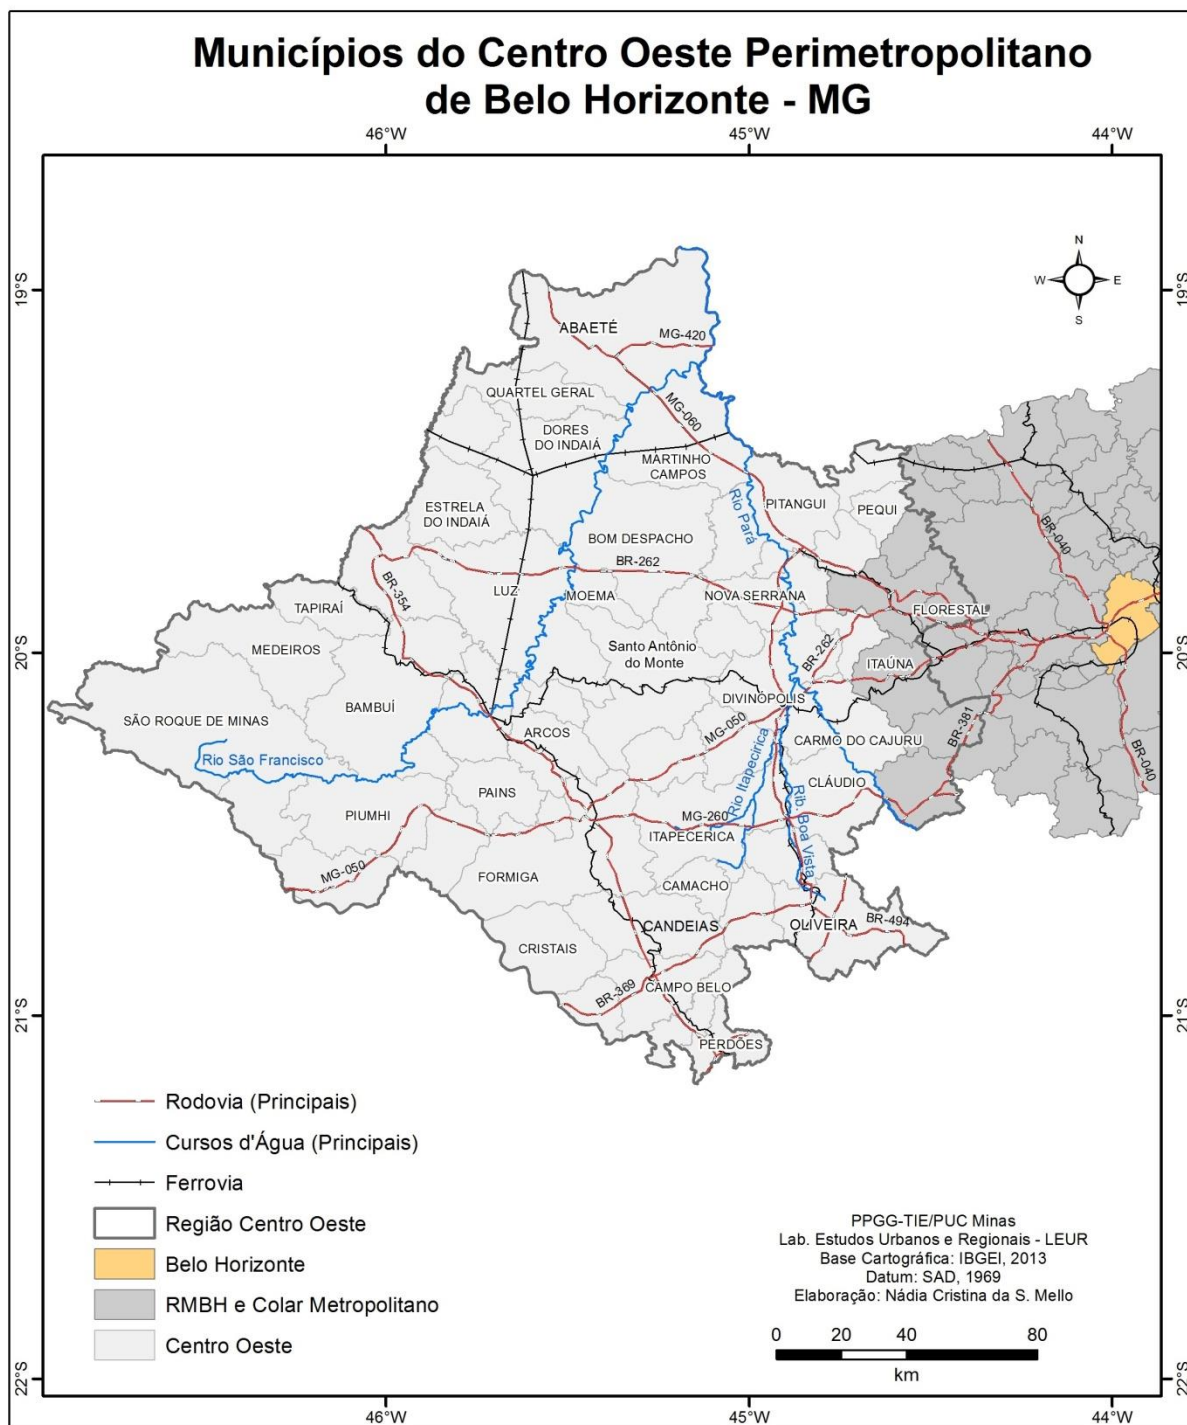 Municípios do Centro Oeste Perimetropolitano
de Belo Horizonte - MG
46°W
45°W
44°W
19°S
19°S
N
W
E
S
ABAETÉ
MG-420
QUARTEL GERAL
MG-060
DORES
DO INDAIÁ
MARTINHO
CAMPOS
PITANGUI
PEQUI
Rio Pará
ESTRELA
DO INDAIÁ
BOM DESPACHO
BR-040
BR-262
BR-354
LUZ
MOEMA
NOVA SERRANA
FLORESTAL
TAPIRAÍ
20°S
20°S
MEDEIROS
Santo Antônio
do Monte
BR-262
ITAÚNA
BAMBUÍ
DIVINÓPOLIS
SÃO ROQUE DE MINAS
ARCOS
MG-050
CARMO DO CAJURU
BR-381
Rio São Francisco
Rio Itapecirica
CLÁUDIO
BR-040
PAINS
PIUMHI
MG-260
ITAPECERICA
Rib. Boa Vista
MG-050
FORMIGA
CAMACHO
CANDEIAS
OLIVEIRA
BR-494
CRISTAIS
BR-369
CAMPO BELO
21°S
21°S
PERDÕES
Rodovia (Principais)
Cursos d'Água (Principais)
Ferrovia
Região Centro Oeste
Belo Horizonte
RMBH e Colar Metropolitano
Centro Oeste
PPGG-TIE/PUC Minas
Lab. Estudos Urbanos e Regionais - LEUR
Base Cartográfica: IBGEI, 2013
Datum: SAD, 1969
Elaboração: Nádia Cristina da S. Mello
0 20 40 80
km
22°S
22°S
46°W
45°W
44°W